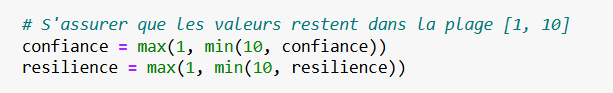 # S'assurer que les valeurs restent dans la plage [1, 10]
confiance = max(1, min(10, confiance))
resilience = max(1, min(10, resilience))